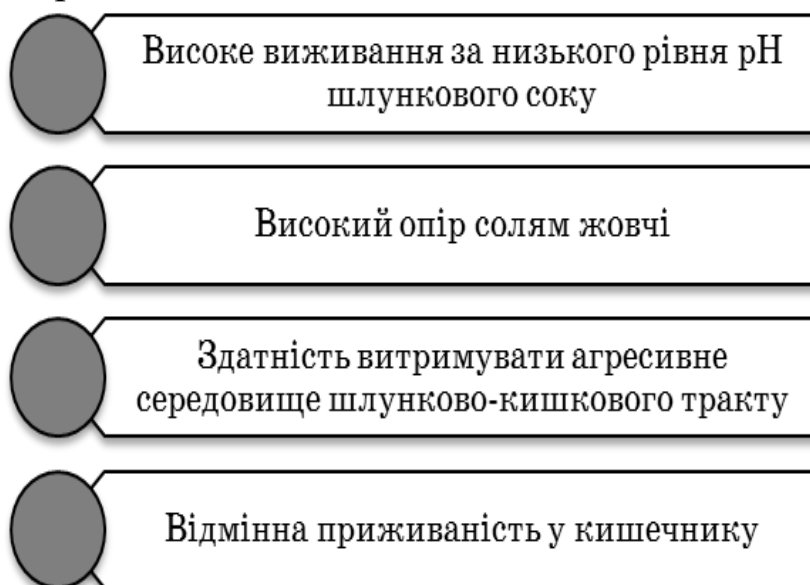 Високе виживання за низького рівня pH
шлункового соку
Високий опір солям жовчі
Здатність витримувати агресивне
середовище шлунково-кишкового тракту
Відмінна приживаність у кишечнику